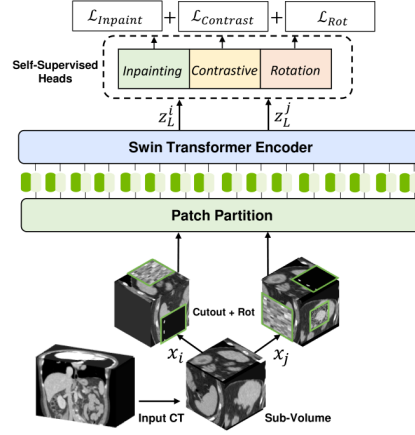 ℒ_Inpaint + ℒ_Contrast + ℒ_Rot
Self-Supervised
Heads
Inpainting Contrastive Rotation
z_L^i z_L^j
Swin Transformer Encoder
Patch Partition
Cutout + Rot
x_i x_j
Input CT Sub-Volume